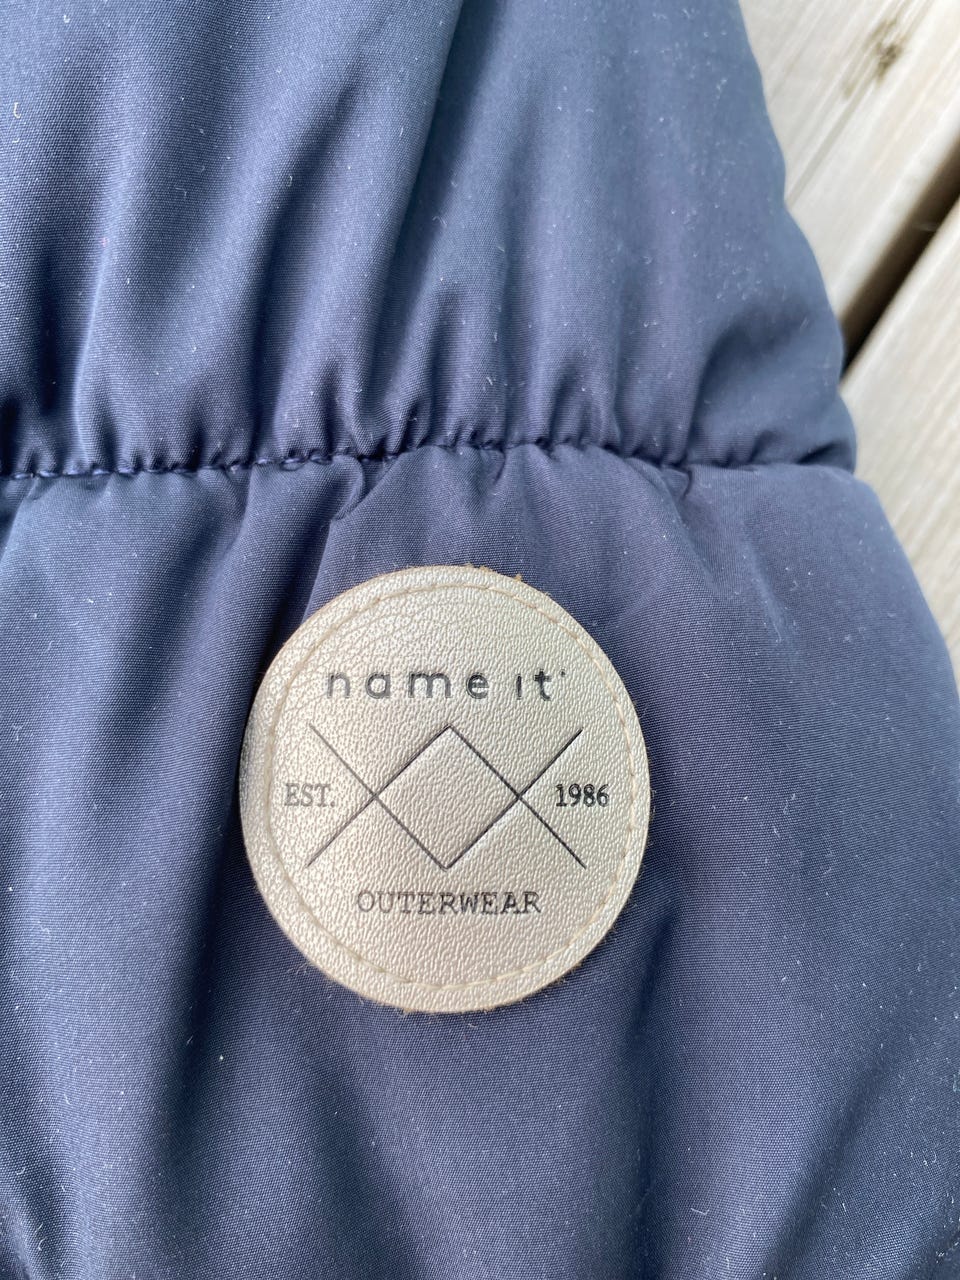 name it
EST. 1986
OUTERWEAR